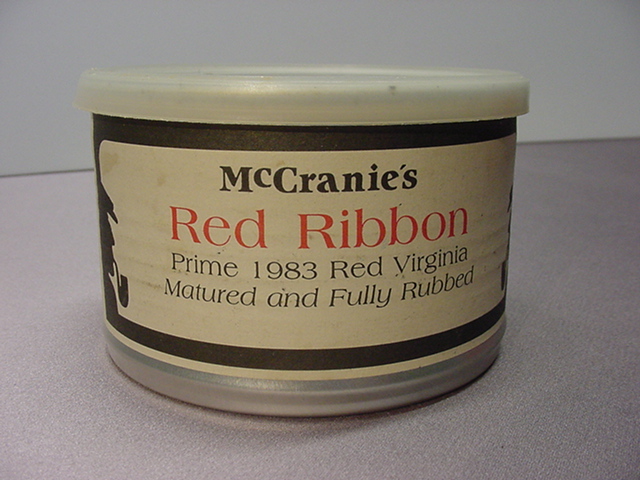 McCranie's
Red Ribbon
Prime 1983 Red Virginia
Matured and Fully Rubbed